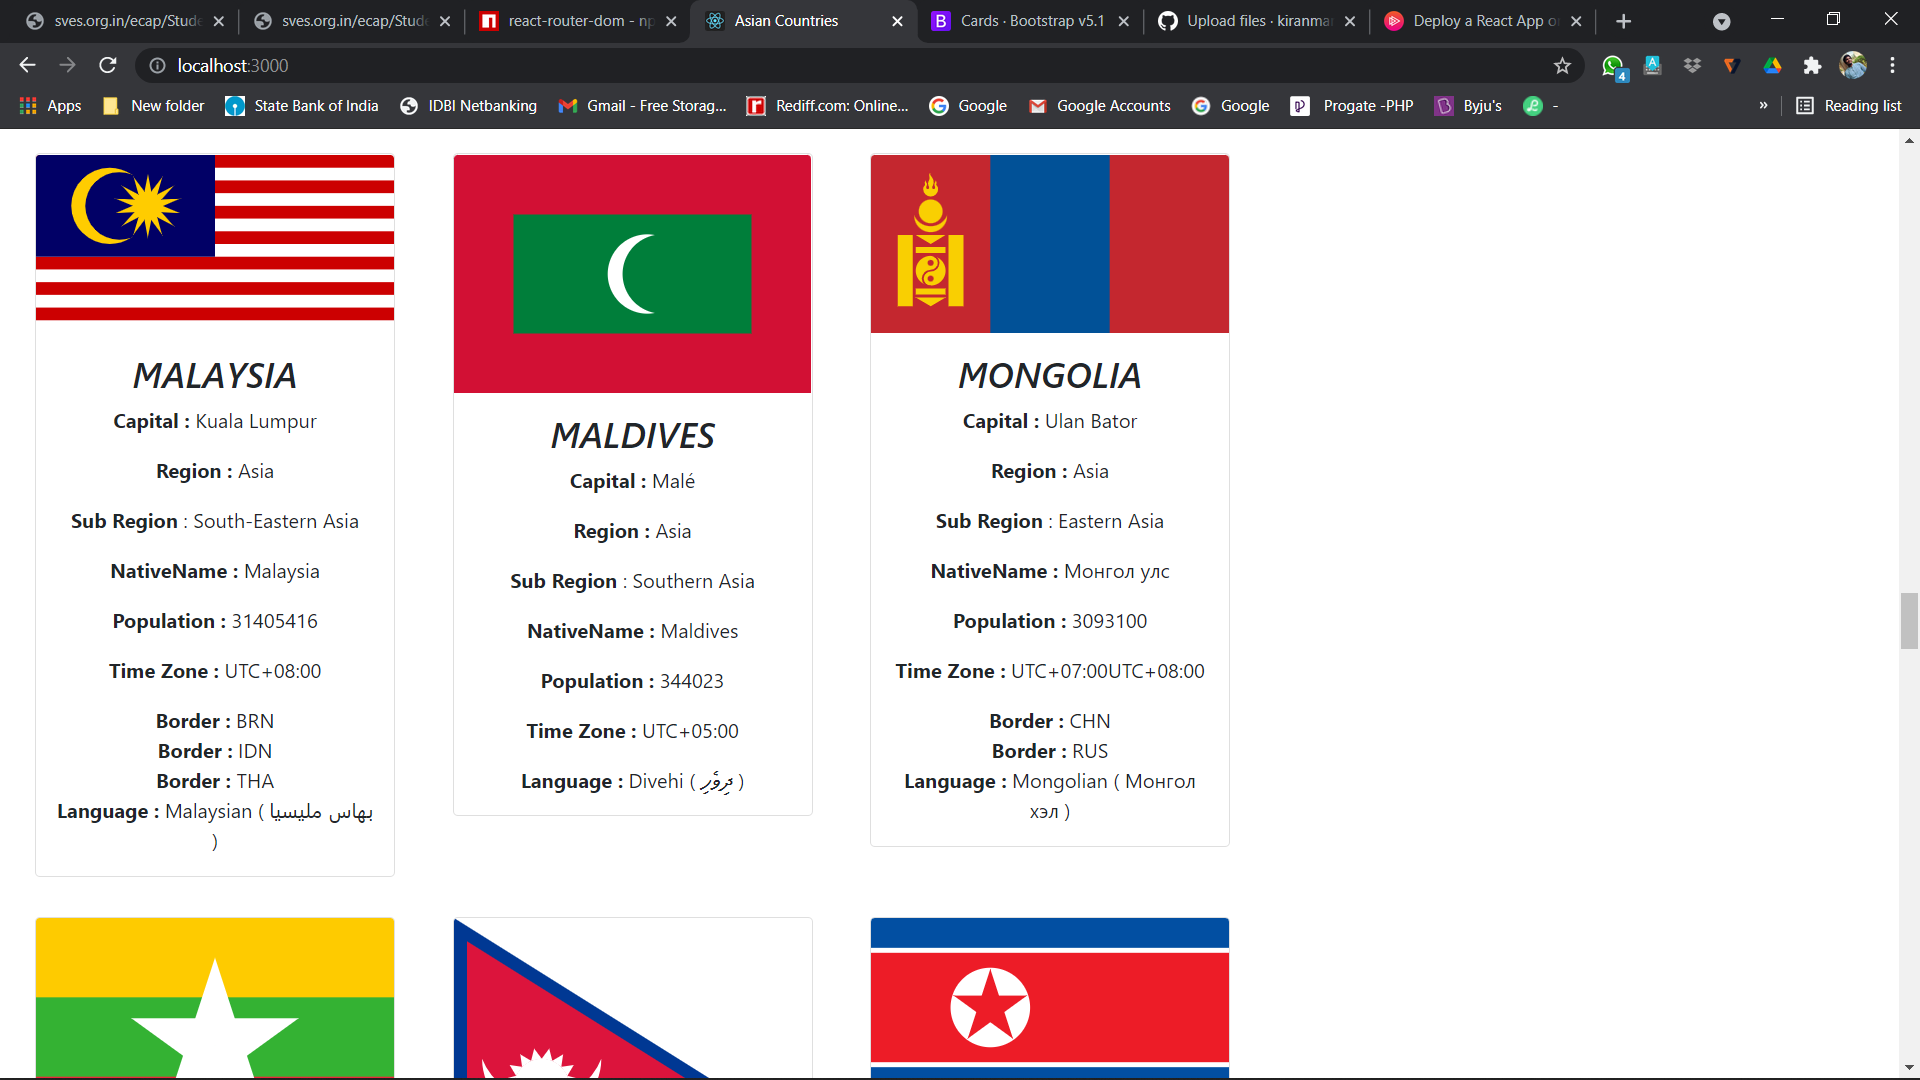 sves.org.in/ecap/Stude
sves.org.in/ecap/Stude
react-router-dom - np
Asian Countries
Cards · Bootstrap v5.1
Upload files · kiranmar
Deploy a React App o
localhost:3000
4
Apps
New folder
State Bank of India
IDBI Netbanking
Gmail - Free Storag...
Rediff.com: Online...
Google
Google Accounts
Google
Progate -PHP
Byju's
-
»
Reading list
MALAYSIA
Capital : Kuala Lumpur
Region : Asia
Sub Region : South-Eastern Asia
NativeName : Malaysia
Population : 31405416
Time Zone : UTC+08:00
Border : BRN
Border : IDN
Border : THA
Language : Malaysian ( بهاس مليسيا
)
MALDIVES
Capital : Malé
Region : Asia
Sub Region : Southern Asia
NativeName : Maldives
Population : 344023
Time Zone : UTC+05:00
Language : Divehi ( ދިވެހި )
MONGOLIA
Capital : Ulan Bator
Region : Asia
Sub Region : Eastern Asia
NativeName : Монгол улс
Population : 3093100
Time Zone : UTC+07:00UTC+08:00
Border : CHN
Border : RUS
Language : Mongolian ( Монгол
хэл )